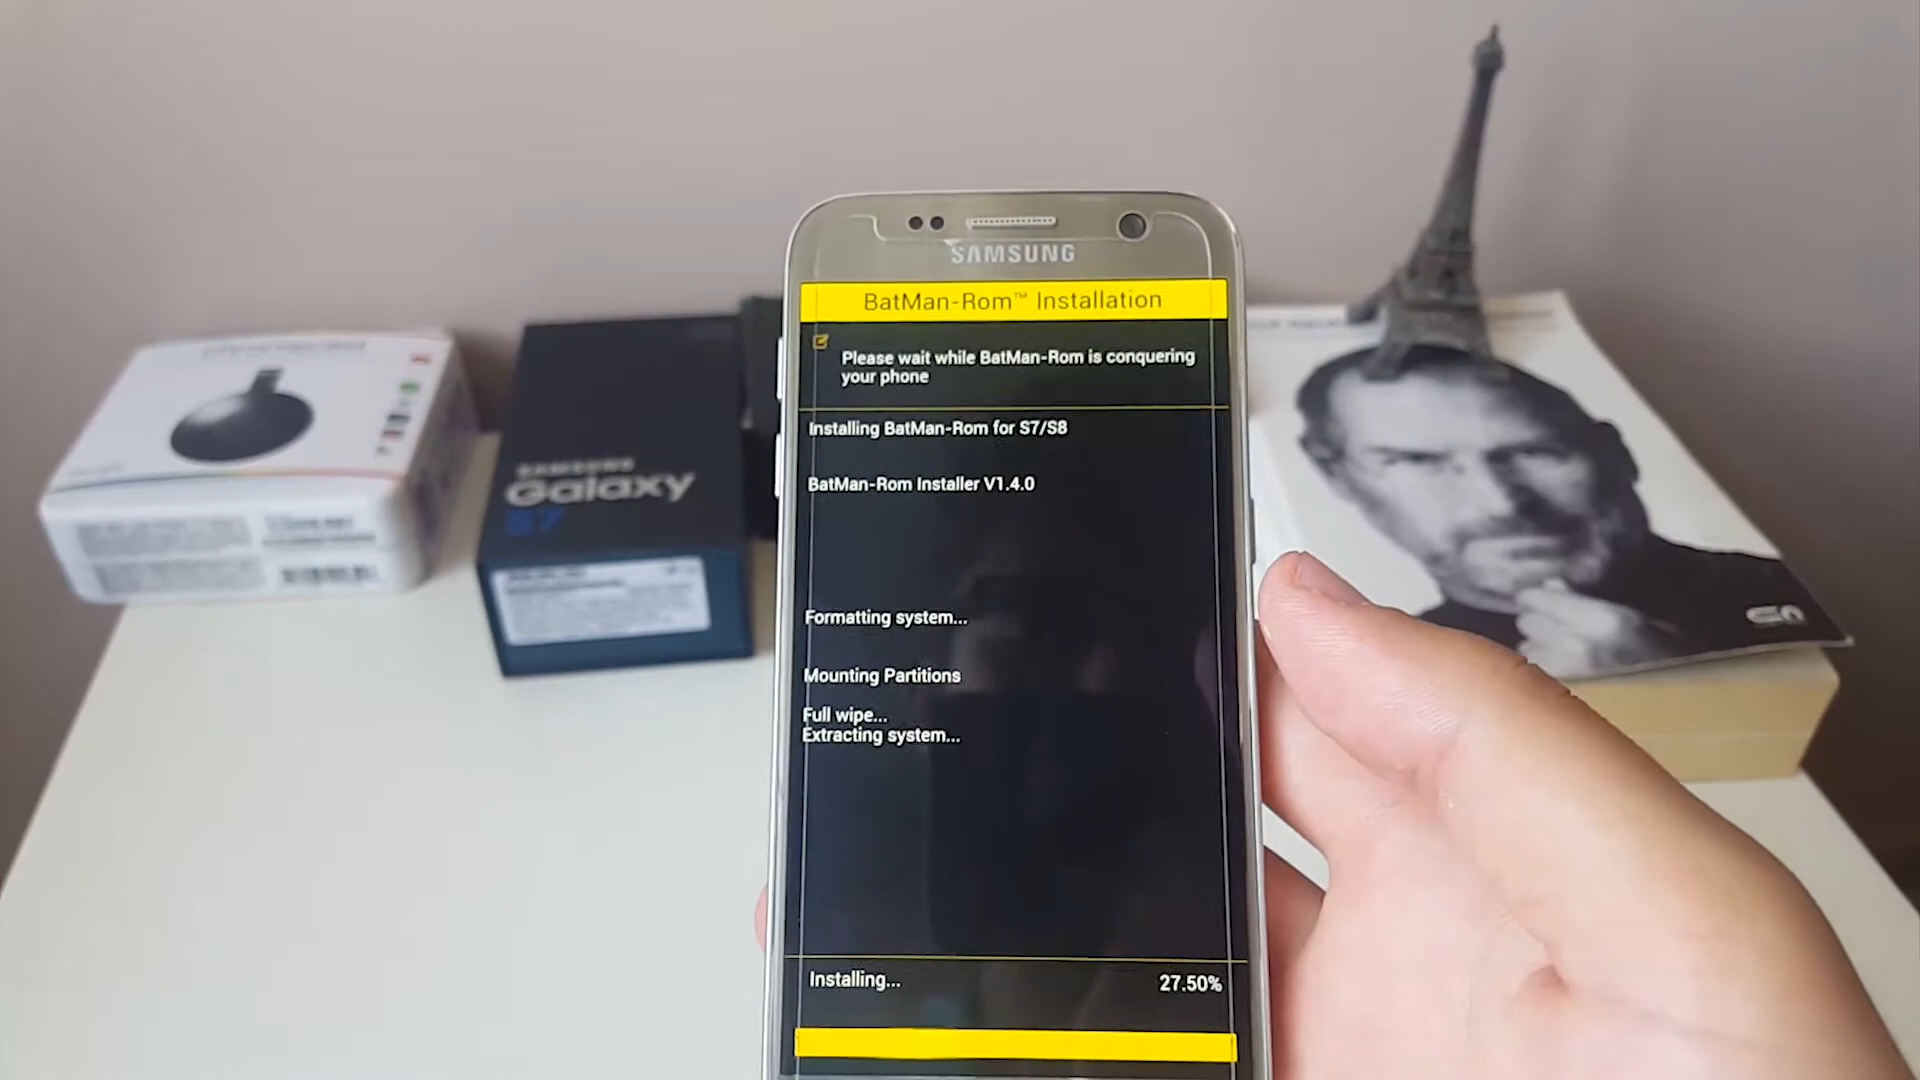 SAMSUNG
BatMan-Rom™ Installation
Please wait while BatMan-Rom is conquering
your phone
Installing BatMan-Rom for S7/S8
BatMan-Rom Installer V1.4.0
Formatting system...
Mounting Partitions
Full wipe...
Extracting system...
Installing...
27.50%
chromecast
SAMSUNG
Galaxy
S7